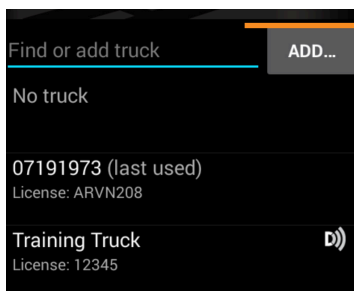 Find or add truck
ADD...
No truck
07191973 (last used)
License: ARVN208
Training Truck
D))
License: 12345